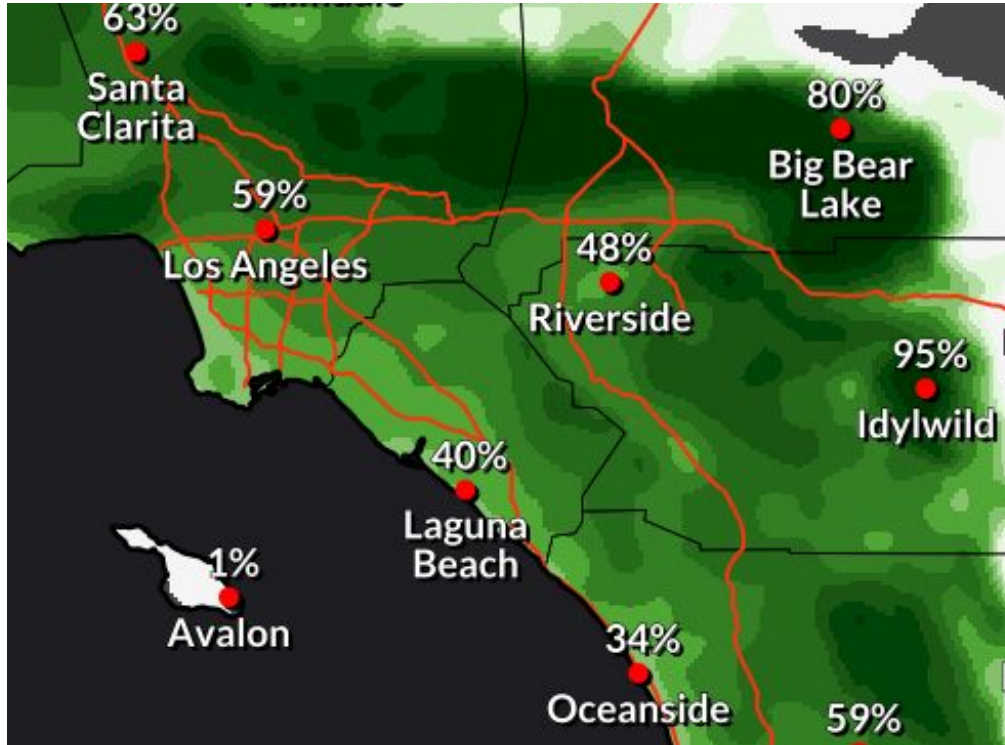 Palmdale
63%
Santa
Clarita
80%
Big Bear
Lake
59%
Los Angeles
48%
Riverside
95%
Idylwild
40%
Laguna
Beach
1%
Avalon
34%
Oceanside
59%